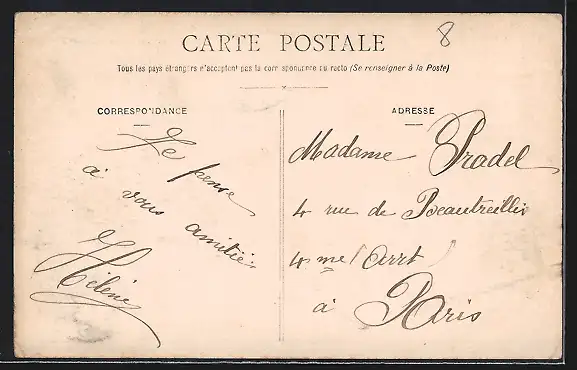 CARTE POSTALE
8
Tous les pays étrangers n'acceptent pas la correspondance au recto (Se renseigner à la Poste)
CORRESPONDANCE
Je pense
à vous amitiés
Hélène
ADRESSE
Madame Pradel
4 rue de Beautreillis
4me Arrt
à Paris